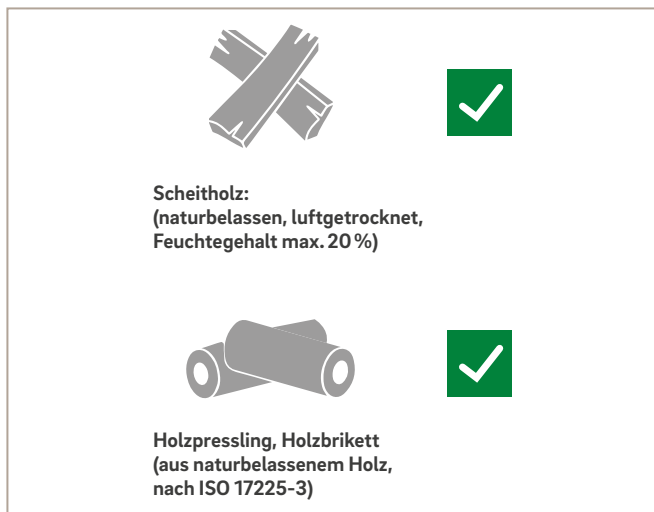 Scheitholz:
(naturbelassen, luftgetrocknet,
Feuchtegehalt max. 20 %)
Holzpressling, Holzbrikett
(aus naturbelassenem Holz,
nach ISO 17225-3)